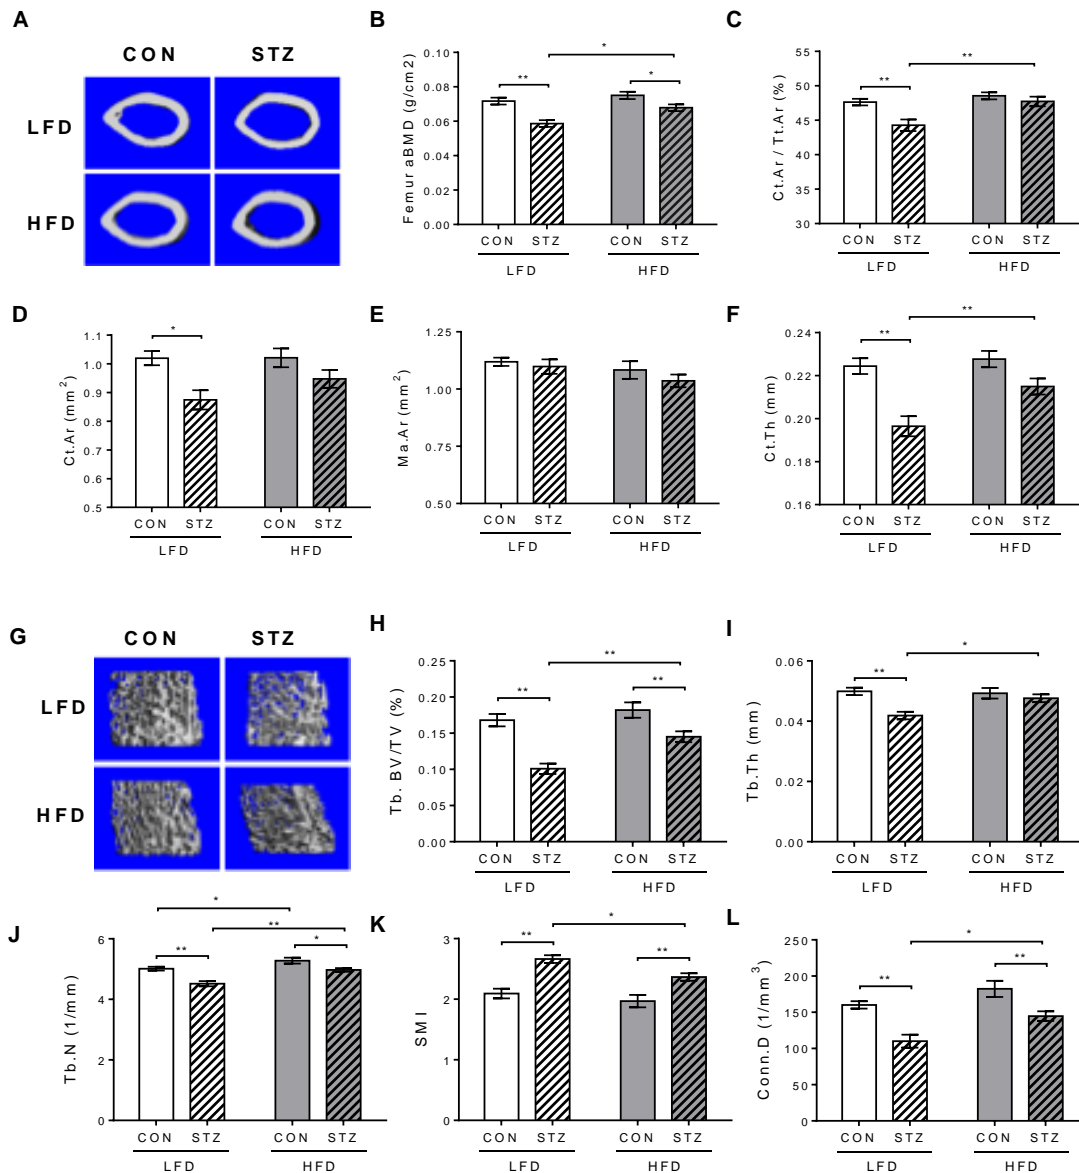 A
CON STZ
LFD
HFD
B
Femur aBMD (g/cm2)
0.10
0.08
0.06
0.04
0.02
0.00
** * *
CON STZ CON STZ
LFD HFD
C
Ct.Ar / Tt.Ar (%)
55
50
45
40
35
30
** **
CON STZ CON STZ
LFD HFD
D
Ct.Ar (mm2)
1.1
1.0
0.9
0.8
0.7
0.6
0.5
*
CON STZ CON STZ
LFD HFD
E
Ma.Ar (mm2)
1.25
1.00
0.75
0.50
CON STZ CON STZ
LFD HFD
F
Ct.Th (mm)
0.24
0.22
0.20
0.18
0.16
** **
CON STZ CON STZ
LFD HFD
G
CON STZ
LFD
HFD
H
Tb. BV/TV (%)
0.25
0.20
0.15
0.10
0.05
0.00
** ** **
CON STZ CON STZ
LFD HFD
I
Tb.Th (mm)
0.06
0.04
0.02
0.00
** *
CON STZ CON STZ
LFD HFD
J
Tb.N (1/mm)
6
4
2
0
* ** ** *
CON STZ CON STZ
LFD HFD
K
SMI
3
2
1
0
** * **
CON STZ CON STZ
LFD HFD
L
Conn.D (1/mm3)
250
200
150
100
50
0
** * **
CON STZ CON STZ
LFD HFD